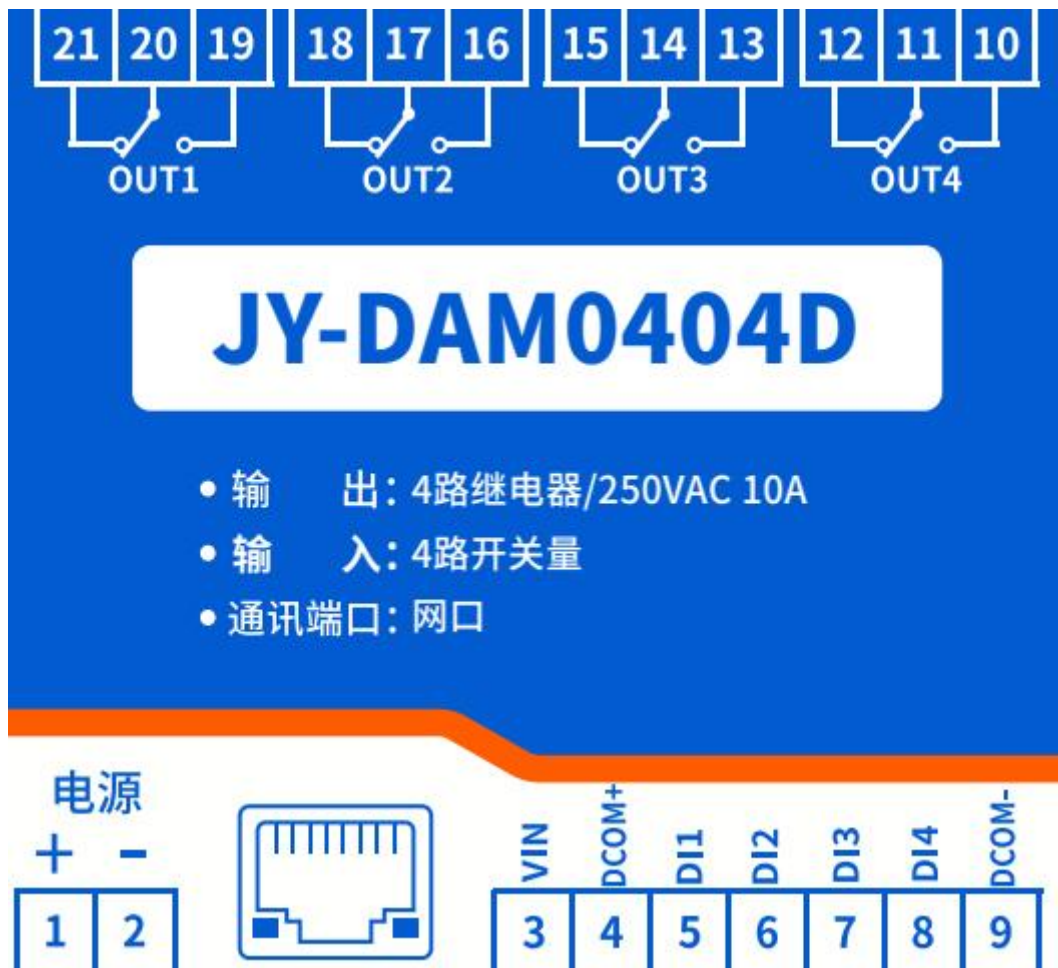 21 20 19 18 17 16 15 14 13 12 11 10
OUT1 OUT2 OUT3 OUT4
JY-DAM0404D
• 输 出：4路继电器/250VAC 10A
• 输 入：4路开关量
• 通讯端口：网口
电源
+ -
VIN DCOM+ DI1 DI2 DI3 DI4 DCOM-
1 2 3 4 5 6 7 8 9